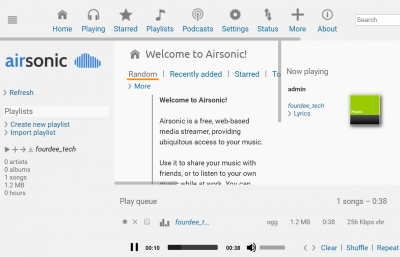 Home Playing Starred Playlists Podcasts Settings Status More About Search
airsonic
Refresh
Playlists
Create new playlist
Import playlist
fourdee_tech
0 artists
0 albums
1 songs
1.2 MB
0 hours
Welcome to Airsonic!
Random | Recently added | Starred | To
More
Welcome to Airsonic!
Airsonic is a free, web-based
media streamer, providing
ubiquitous access to your music.
Use it to share your music with
friends, or to listen to your own
music while at work. You can
Now playing
admin
fourdee_tech
Lyrics
Music
Play queue 1 songs – 0:38
fourdee_t... ogg 1.2 MB 0:38 256 Kbps vbr
00:10 00:38 Clear | Shuffle | Repeat